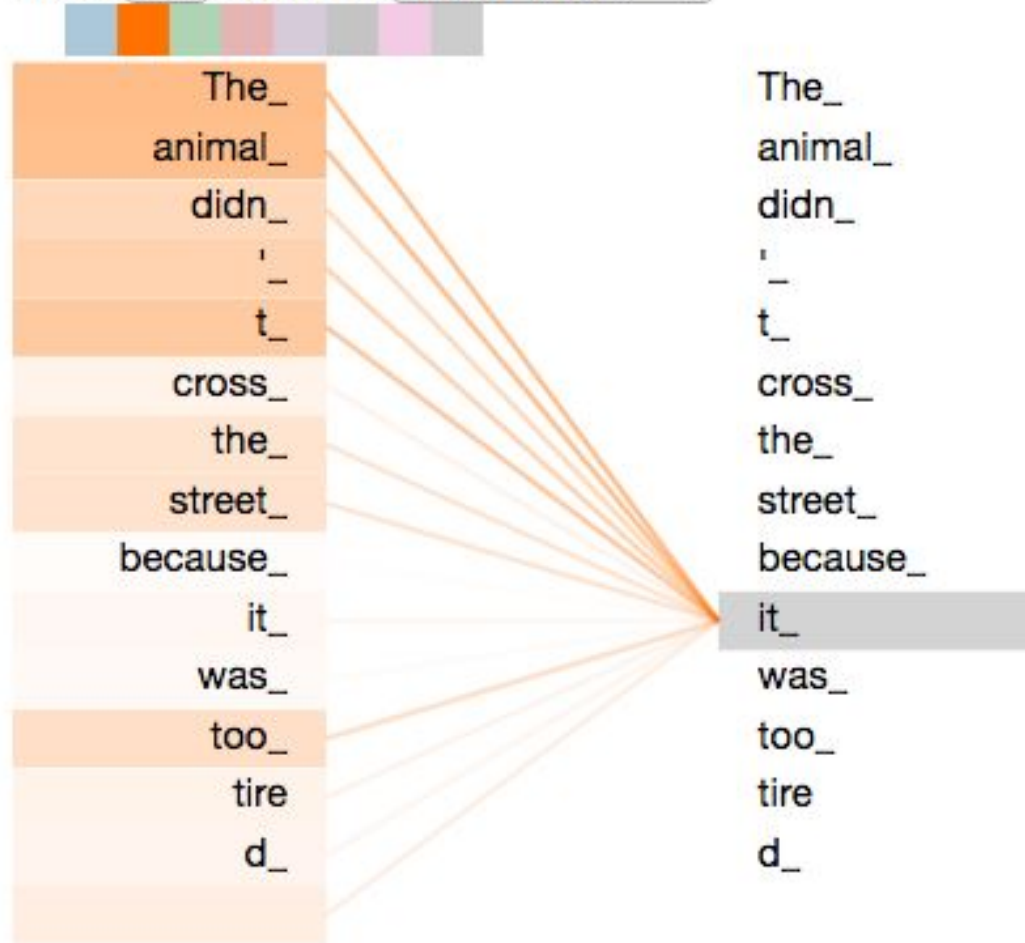 The_ The_
animal_ animal_
didn_ didn_
'_ '_
t_ t_
cross_ cross_
the_ the_
street_ street_
because_ because_
it_ it_
was_ was_
too_ too_
tire tire
d_ d_